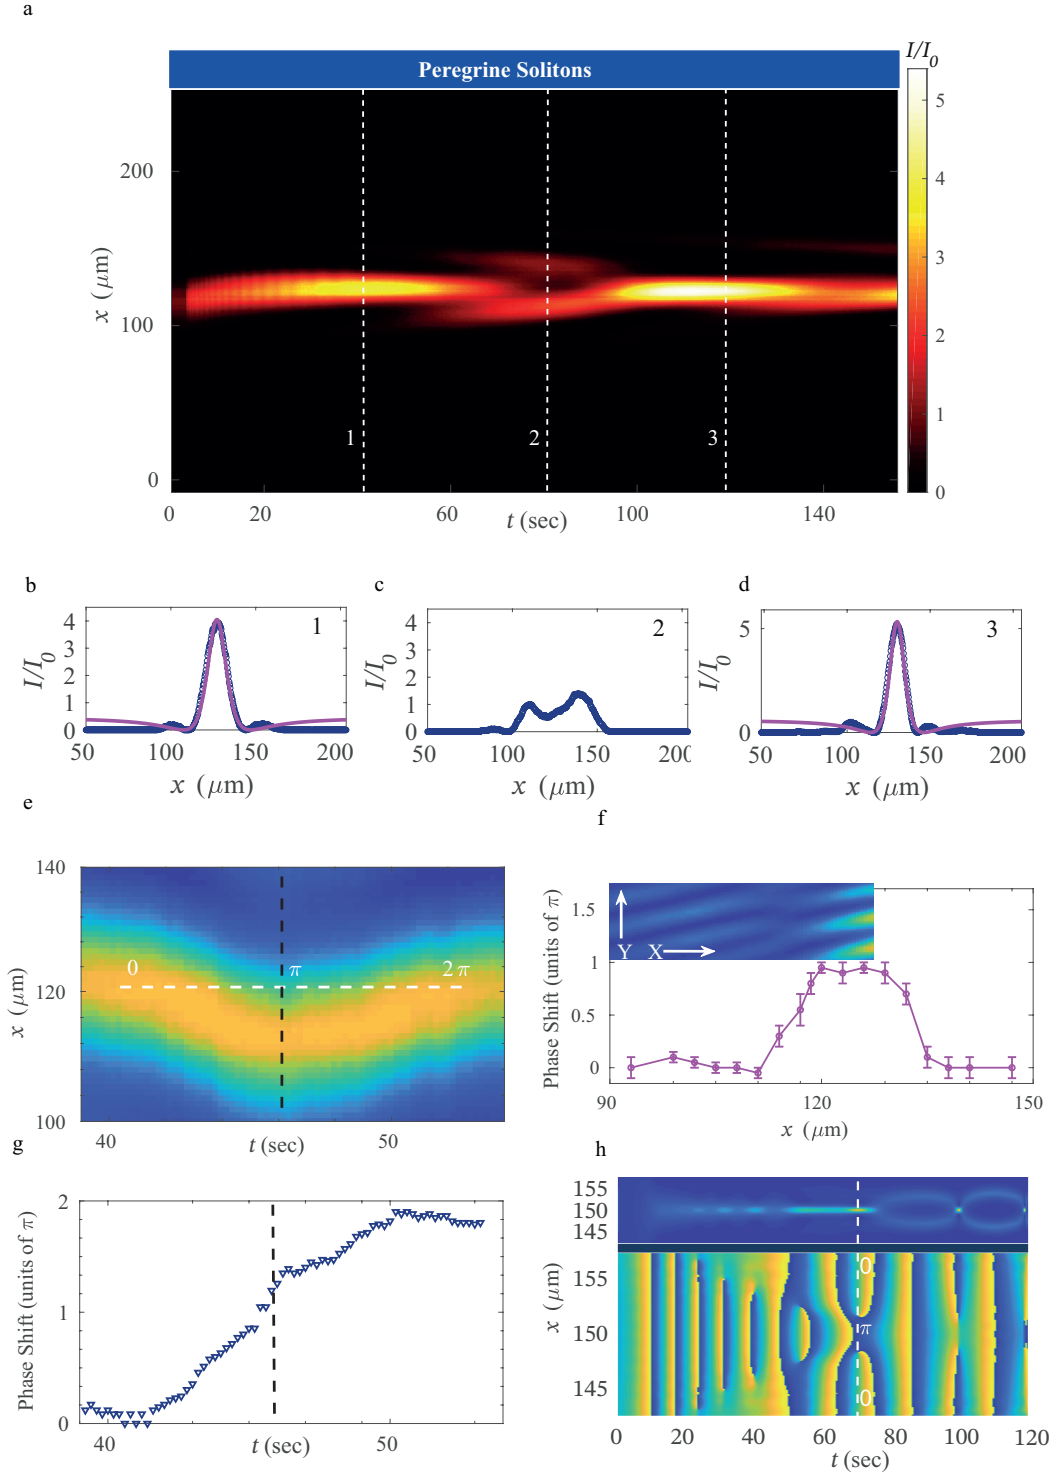 a
Peregrine Solitons
I/I0
5
4
3
2
1
0
200
100
0
x (μm)
1
2
3
0
20
60
100
140
t (sec)
b
1
4
3
2
1
0
I/I0
50
100
150
200
x (μm)
c
2
4
3
2
1
0
I/I0
50
100
150
200
x (μm)
d
3
5
0
I/I0
50
100
150
200
x (μm)
e
140
120
100
x (μm)
0
π
2π
40
50
t (sec)
f
Phase Shift (units of π)
1.5
1
0.5
0
Y X
90
120
150
x (μm)
g
Phase Shift (units of π)
2
1
0
40
50
t (sec)
h
155
150
145
155
150
145
x (μm)
0
π
0
0
20
40
60
80
100
120
t (sec)